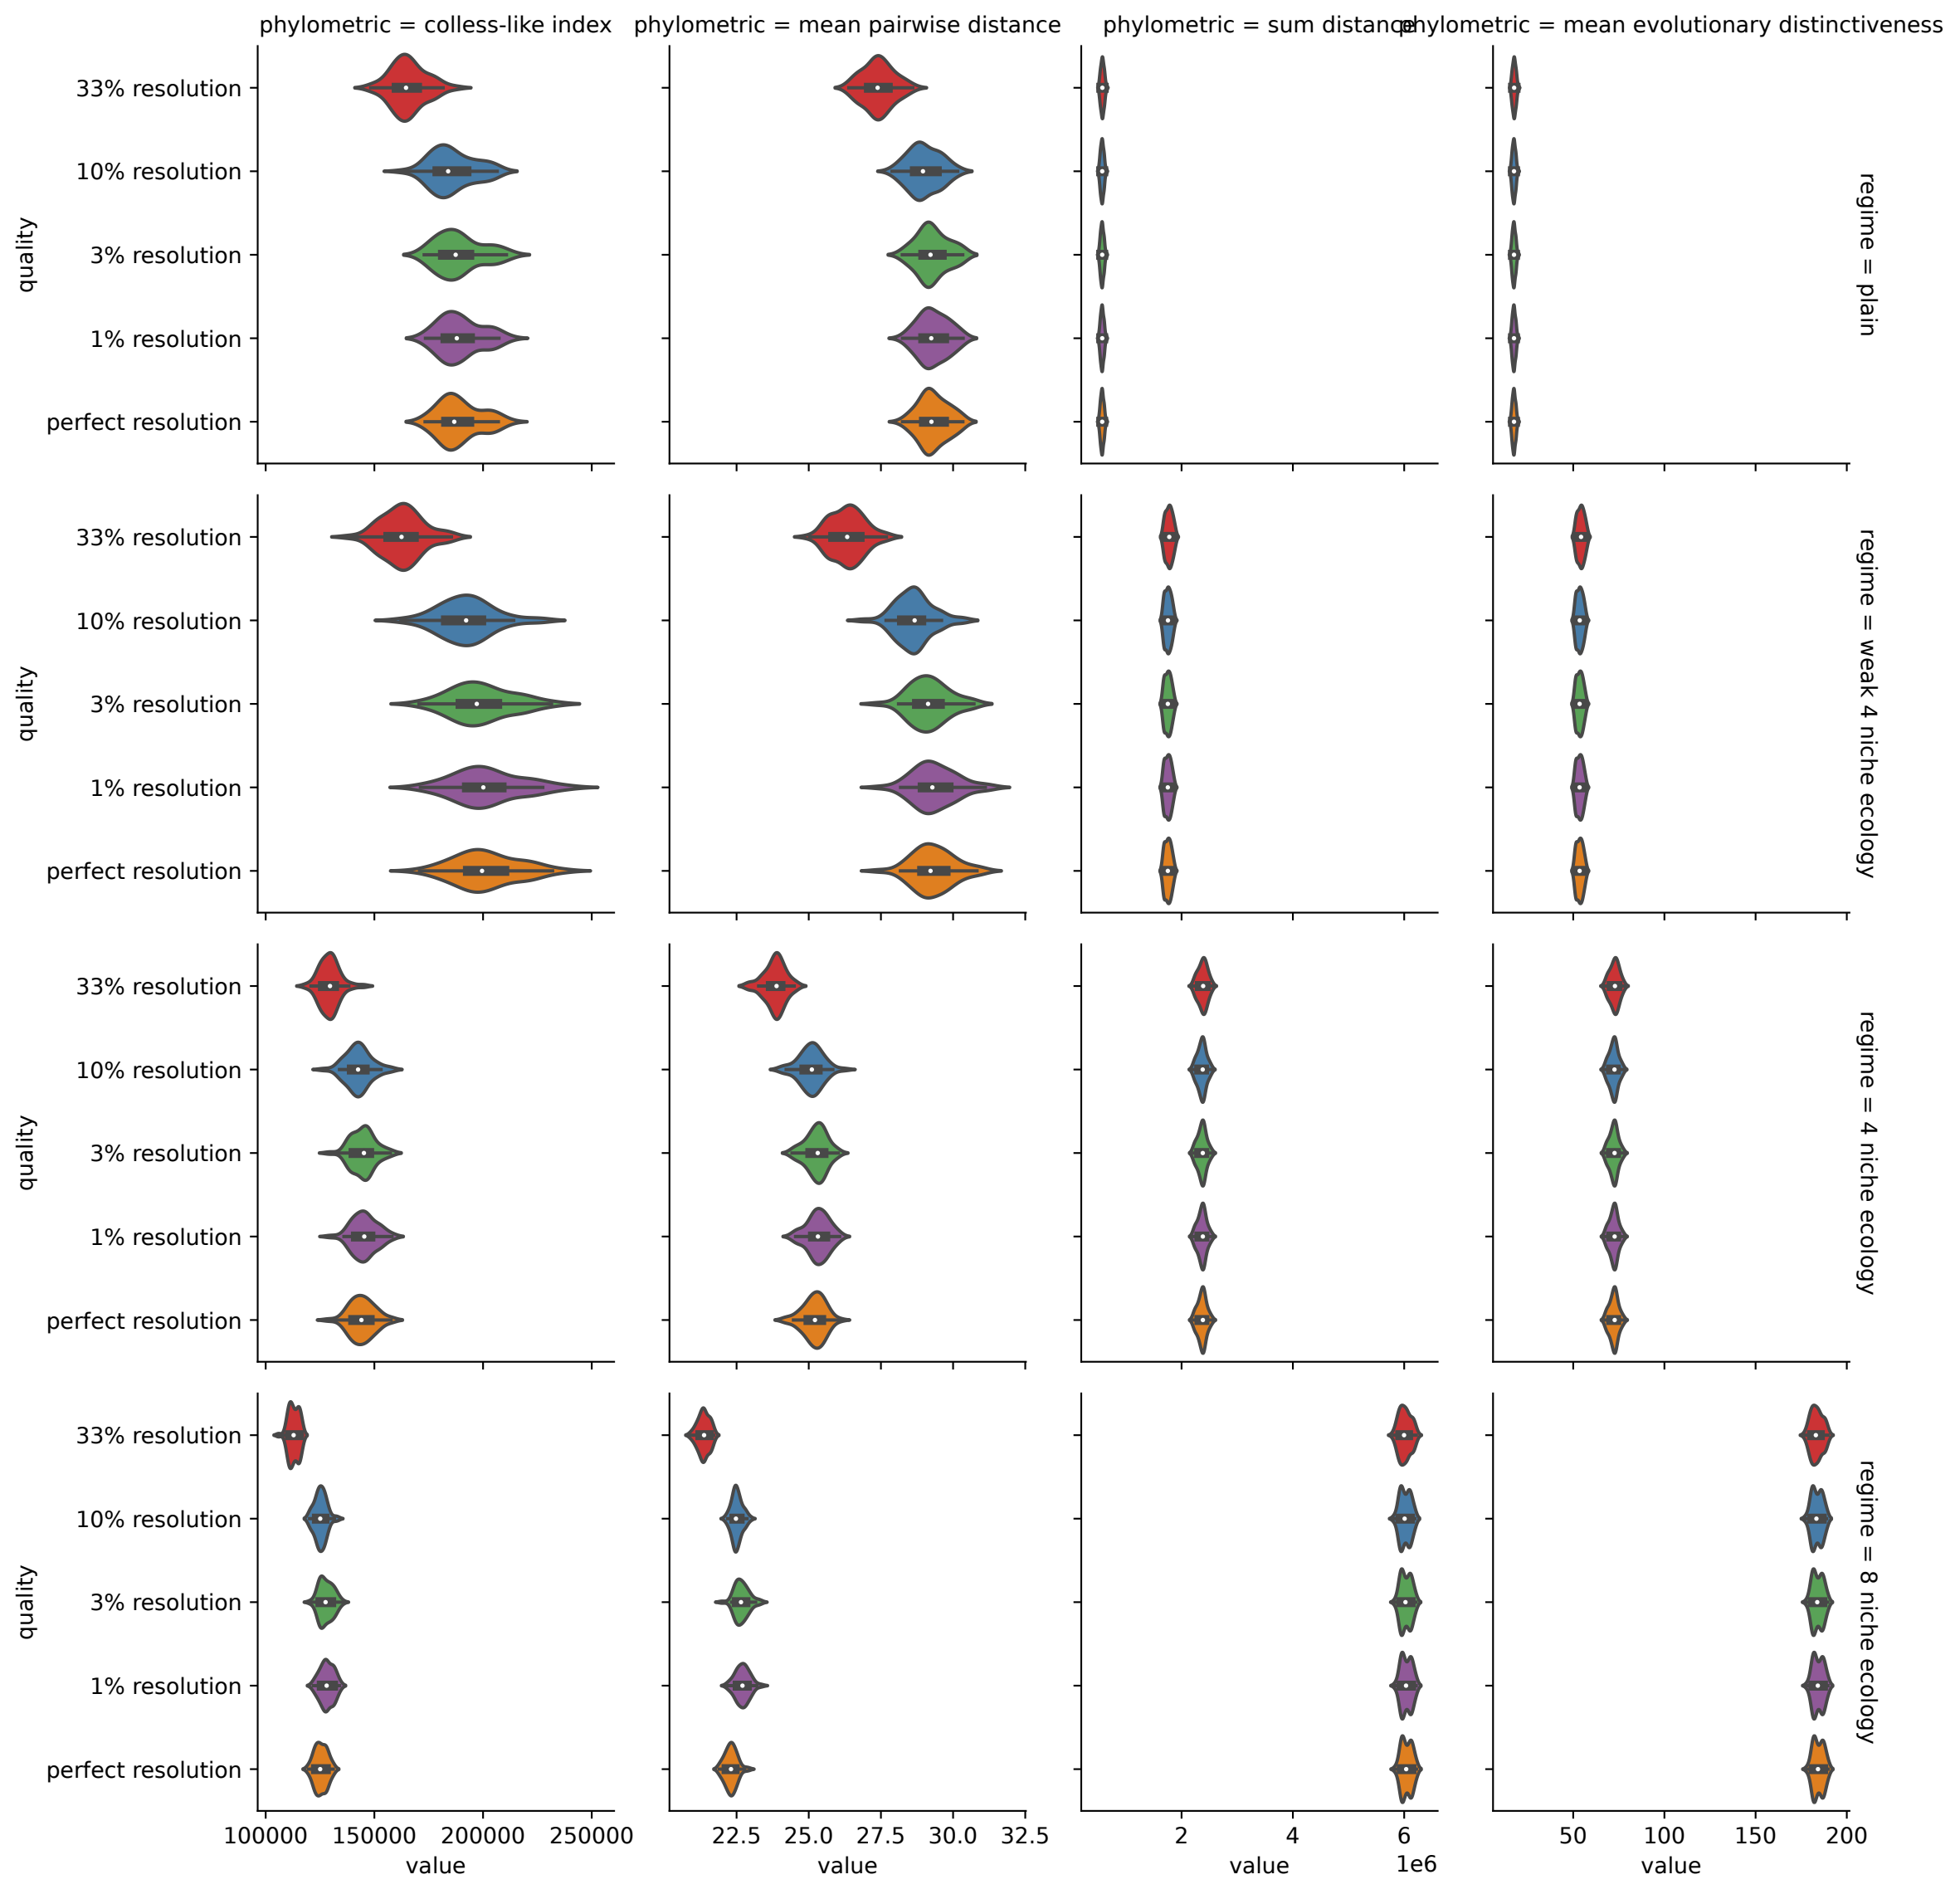 phylometric = colless-like index
phylometric = mean pairwise distance
phylometric = sum distance
phylometric = mean evolutionary distinctiveness
quality
33% resolution
10% resolution
3% resolution
1% resolution
perfect resolution
regime = plain
quality
33% resolution
10% resolution
3% resolution
1% resolution
perfect resolution
regime = weak 4 niche ecology
quality
33% resolution
10% resolution
3% resolution
1% resolution
perfect resolution
regime = 4 niche ecology
quality
33% resolution
10% resolution
3% resolution
1% resolution
perfect resolution
regime = 8 niche ecology
100000 150000 200000 250000
value
22.5 25.0 27.5 30.0 32.5
value
2 4 6
1e6
value
50 100 150 200
value